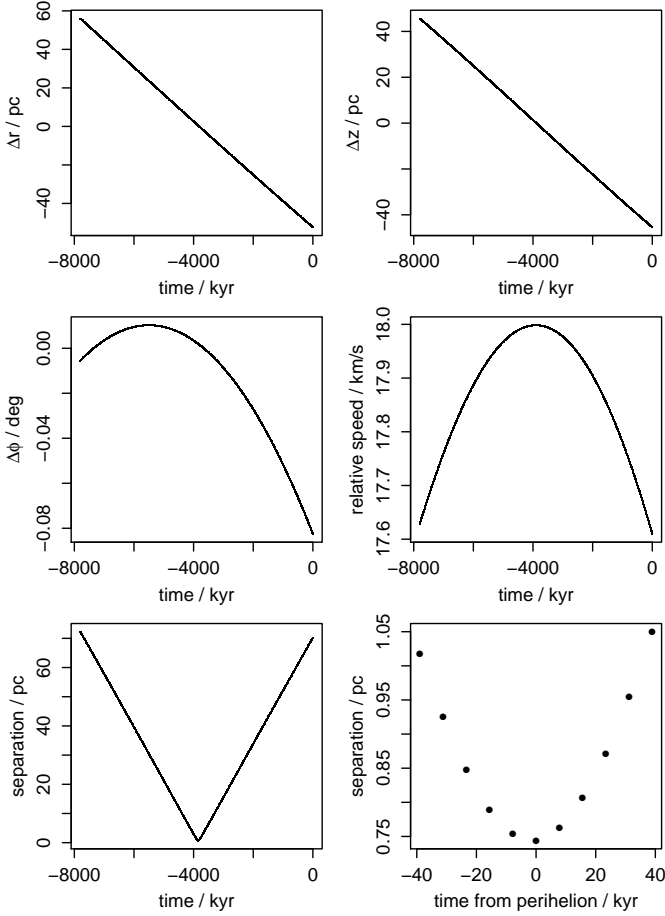 Δr / pc
60
40
20
0
−40
−8000 −4000 0
time / kyr
Δz / pc
40
20
0
−40
−8000 −4000 0
time / kyr
Δϕ / deg
0.00
−0.04
−0.08
−8000 −4000 0
time / kyr
relative speed / km/s
18.0
17.9
17.8
17.7
17.6
−8000 −4000 0
time / kyr
separation / pc
60
40
20
0
−8000 −4000 0
time / kyr
separation / pc
1.05
0.95
0.85
0.75
−40 −20 0 20 40
time from perihelion / kyr